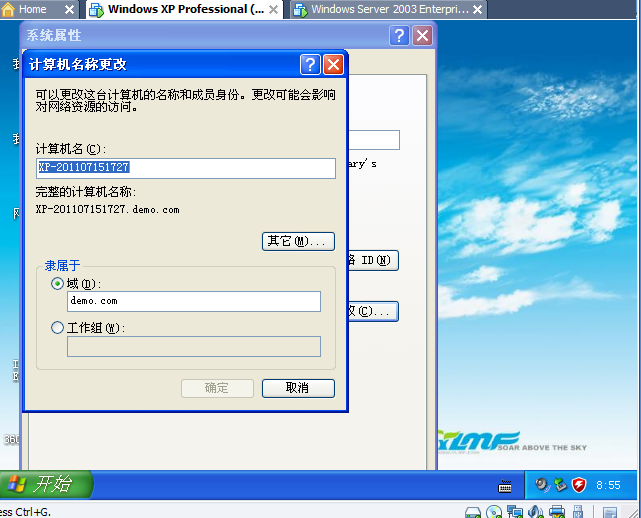 Home
Windows XP Professional (...
Windows Server 2003 Enterpri...
系统属性
计算机名称更改
可以更改这台计算机的名称和成员身份。更改可能会影响
对网络资源的访问。
计算机名(C):
XP-201107151727
ary's
完整的计算机名称:
XP-201107151727.demo.com
其它(M)...
络 ID(N)
隶属于
域(D):
demo.com
改(C)...
工作组(W):
确定
取消
360
YLMF
SOAR ABOVE THE SKY
开始
8:55
ess Ctrl+G.